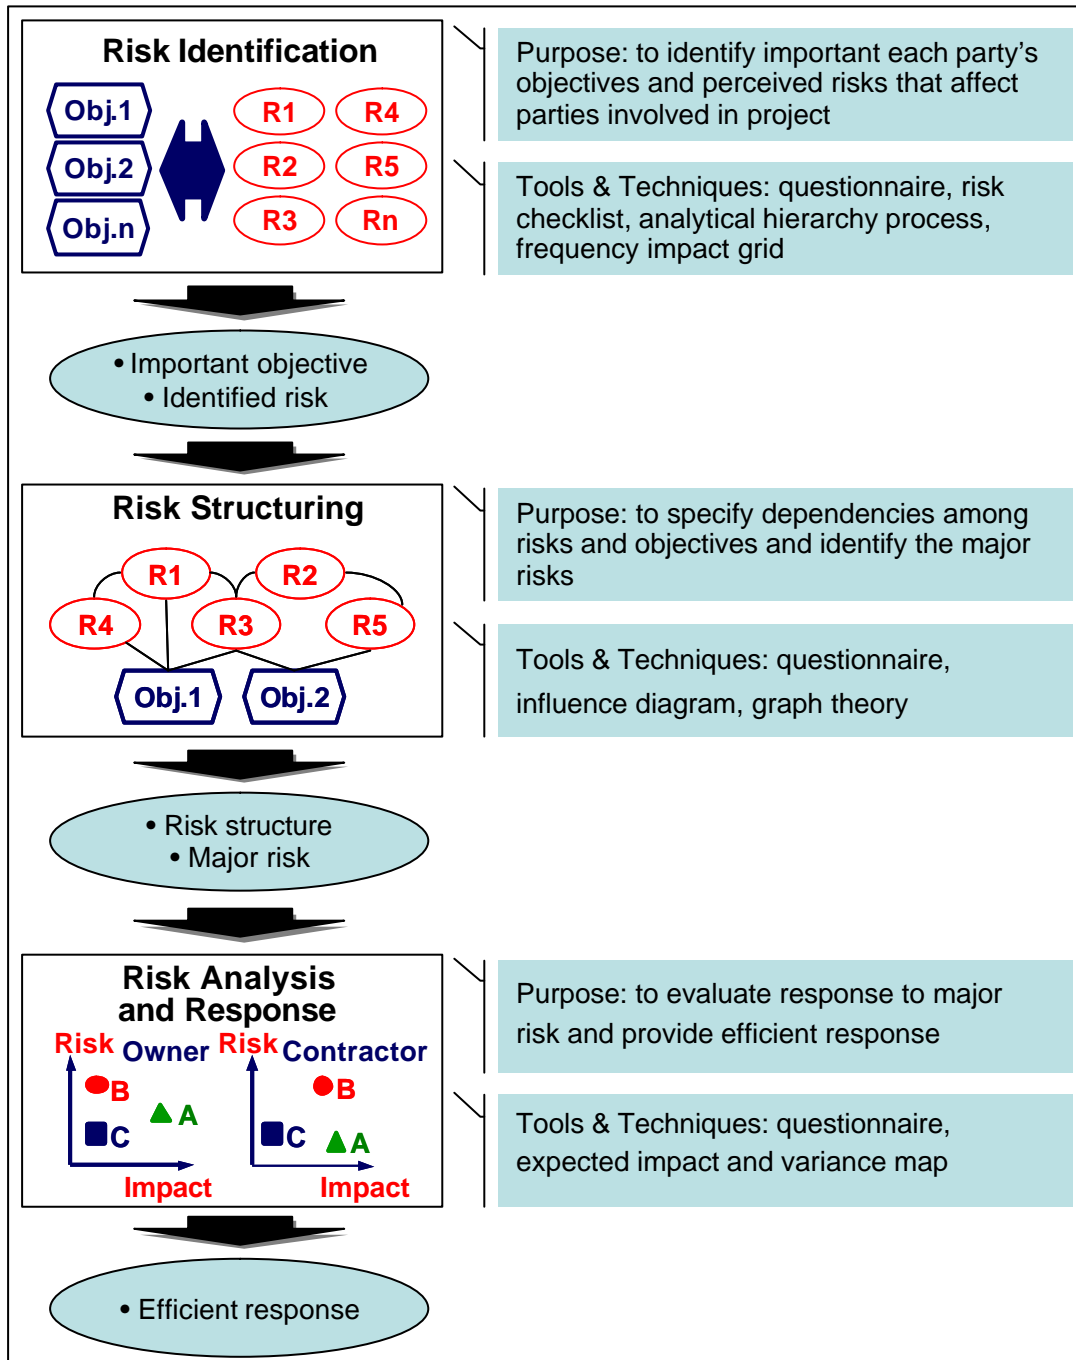 Risk Identification
Obj.1
Obj.2
Obj.n
R1
R4
R2
R5
R3
Rn
Purpose: to identify important each party’s
objectives and perceived risks that affect
parties involved in project
Tools & Techniques: questionnaire, risk
checklist, analytical hierarchy process,
frequency impact grid
• Important objective
• Identified risk
Risk Structuring
R1
R2
R4
R3
R5
Obj.1
Obj.2
Purpose: to specify dependencies among
risks and objectives and identify the major
risks
Tools & Techniques: questionnaire,
influence diagram, graph theory
• Risk structure
• Major risk
Risk Analysis
and Response
Risk Owner
B
A
C
Impact
Risk Contractor
B
C
A
Impact
Purpose: to evaluate response to major
risk and provide efficient response
Tools & Techniques: questionnaire,
expected impact and variance map
• Efficient response